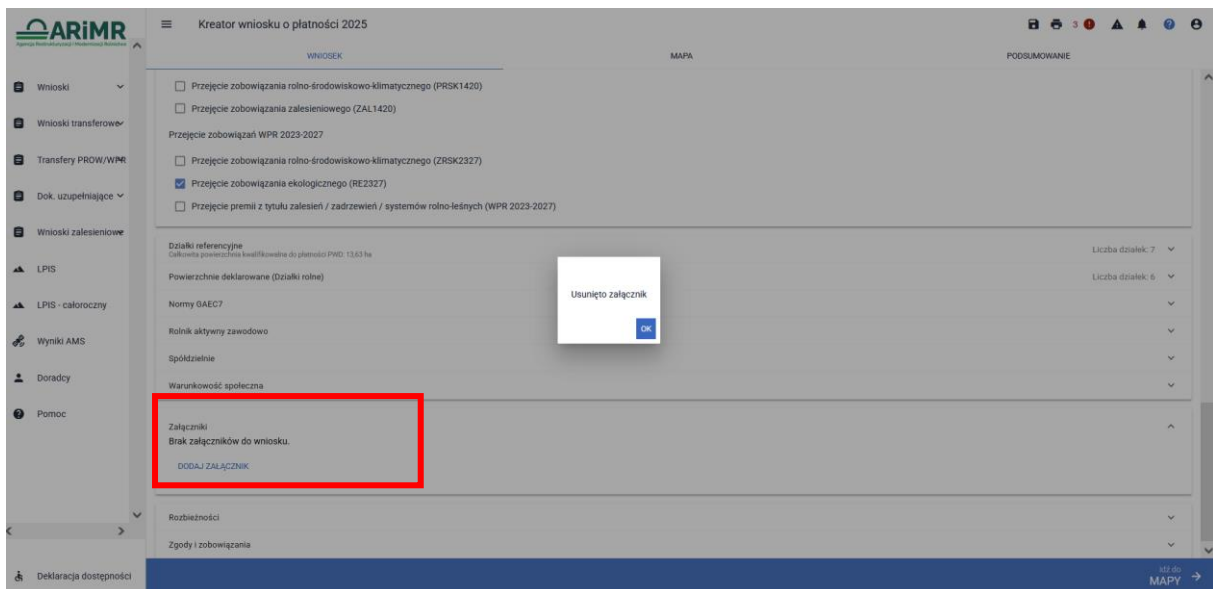 ARiMR
Agencja Restrukturyzacji i Modernizacji Rolnictwa
Kreator wniosku o płatności 2025
3
WNIOSEK
MAPA
PODSUMOWANIE
Wnioski
Wnioski transferowe
Transfery PROW/WPR
Dok. uzupełniające
Wnioski zalesieniowe
LPIS
LPIS - całoroczny
Wyniki AMS
Doradcy
Pomoc
Deklaracja dostępności
Przejęcie zobowiązania rolno-środowiskowo-klimatycznego (PRSK1420)
Przejęcie zobowiązania zalesieniowego (ZAL1420)
Przejęcie zobowiązań WPR 2023-2027
Przejęcie zobowiązania rolno-środowiskowo-klimatycznego (ZRSK2327)
Przejęcie zobowiązania ekologicznego (RE2327)
Przejęcie premii z tytułu zalesień / zadrzewień / systemów rolno-leśnych (WPR 2023-2027)
Działki referencyjne
Liczba działek: 7
Całkowita powierzchnia kwalifikowalna do płatności PWD: 13,63 ha
Powierzchnie deklarowane (Działki rolne)
Liczba działek: 6
Normy GAEC7
Rolnik aktywny zawodowo
Spółdzielnie
Warunkowość społeczna
Usunięto załącznik
OK
Załączniki
Brak załączników do wniosku.
DODAJ ZAŁĄCZNIK
Rozbieżności
Zgody i zobowiązania
idź do
MAPY